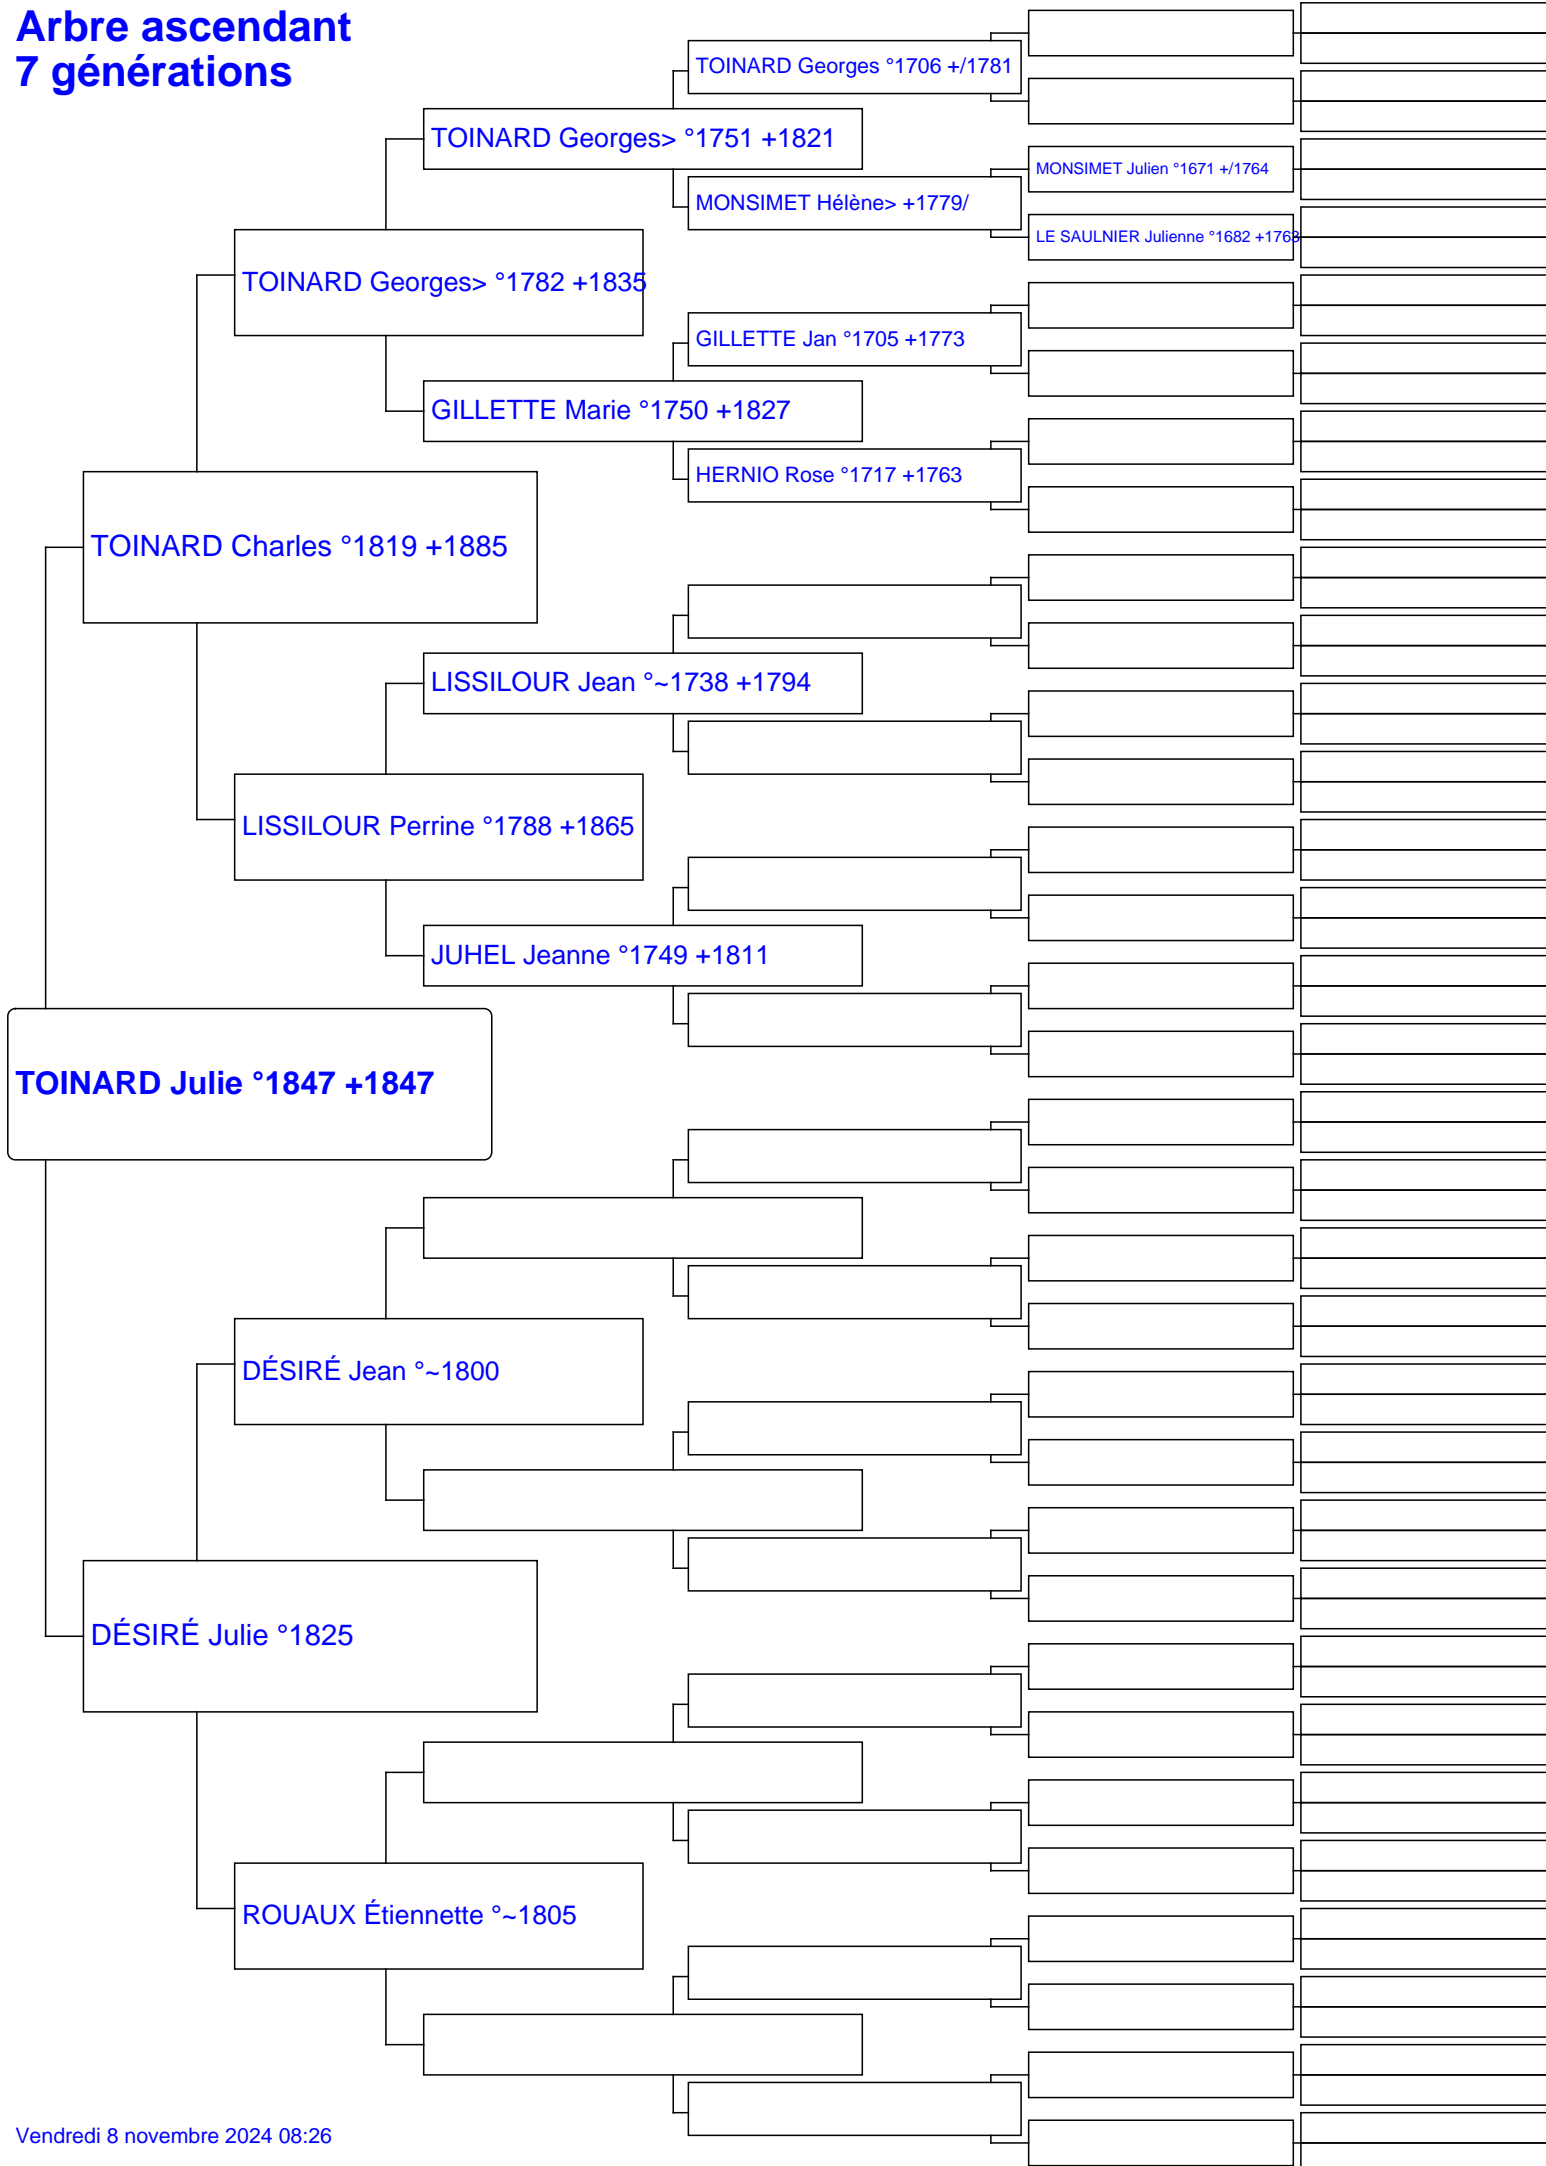 Arbre ascendant
7 générations
TOINARD Georges °1706 +/1781
TOINARD Georges> °1751 +1821
MONSIMET Julien °1671 +/1764
MONSIMET Hélène> +1779/
LE SAULNIER Julienne °1682 +1763
TOINARD Georges> °1782 +1835
GILLETTE Jan °1705 +1773
GILLETTE Marie °1750 +1827
HERNIO Rose °1717 +1763
TOINARD Charles °1819 +1885
LISSILOUR Jean °~1738 +1794
LISSILOUR Perrine °1788 +1865
JUHEL Jeanne °1749 +1811
TOINARD Julie °1847 +1847
DÉSIRÉ Jean °~1800
DÉSIRÉ Julie °1825
ROUAUX Étiennette °~1805
Vendredi 8 novembre 2024 08:26